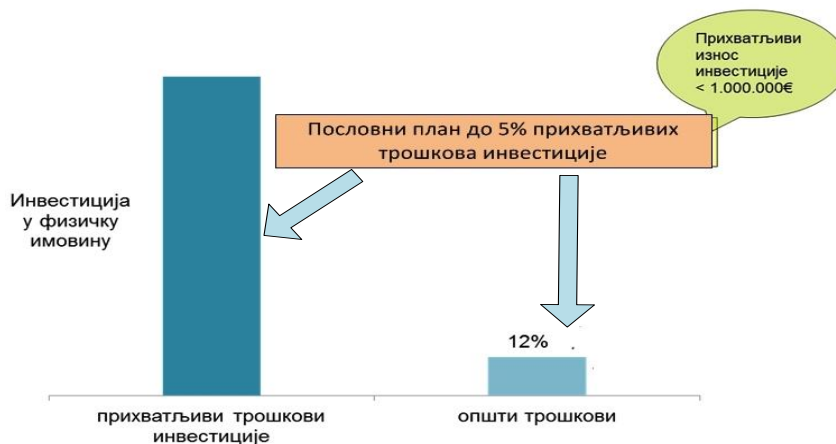 Прихватљиви
износ
инвестиције
< 1.000.000€
Пословни план до 5% прихватљивих
трошкова инвестиције
Инвестиција
у физичку
имовину
12%
прихватљиви трошкови
инвестиције
општи трошкови